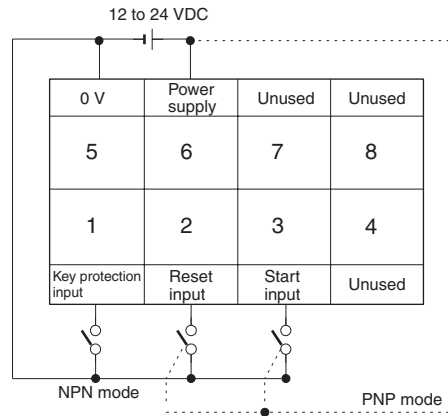 12 to 24 VDC
0 V
Power
supply
Unused
Unused
5
6
7
8
1
2
3
4
Key protection
input
Reset
input
Start
input
Unused
NPN mode
PNP mode